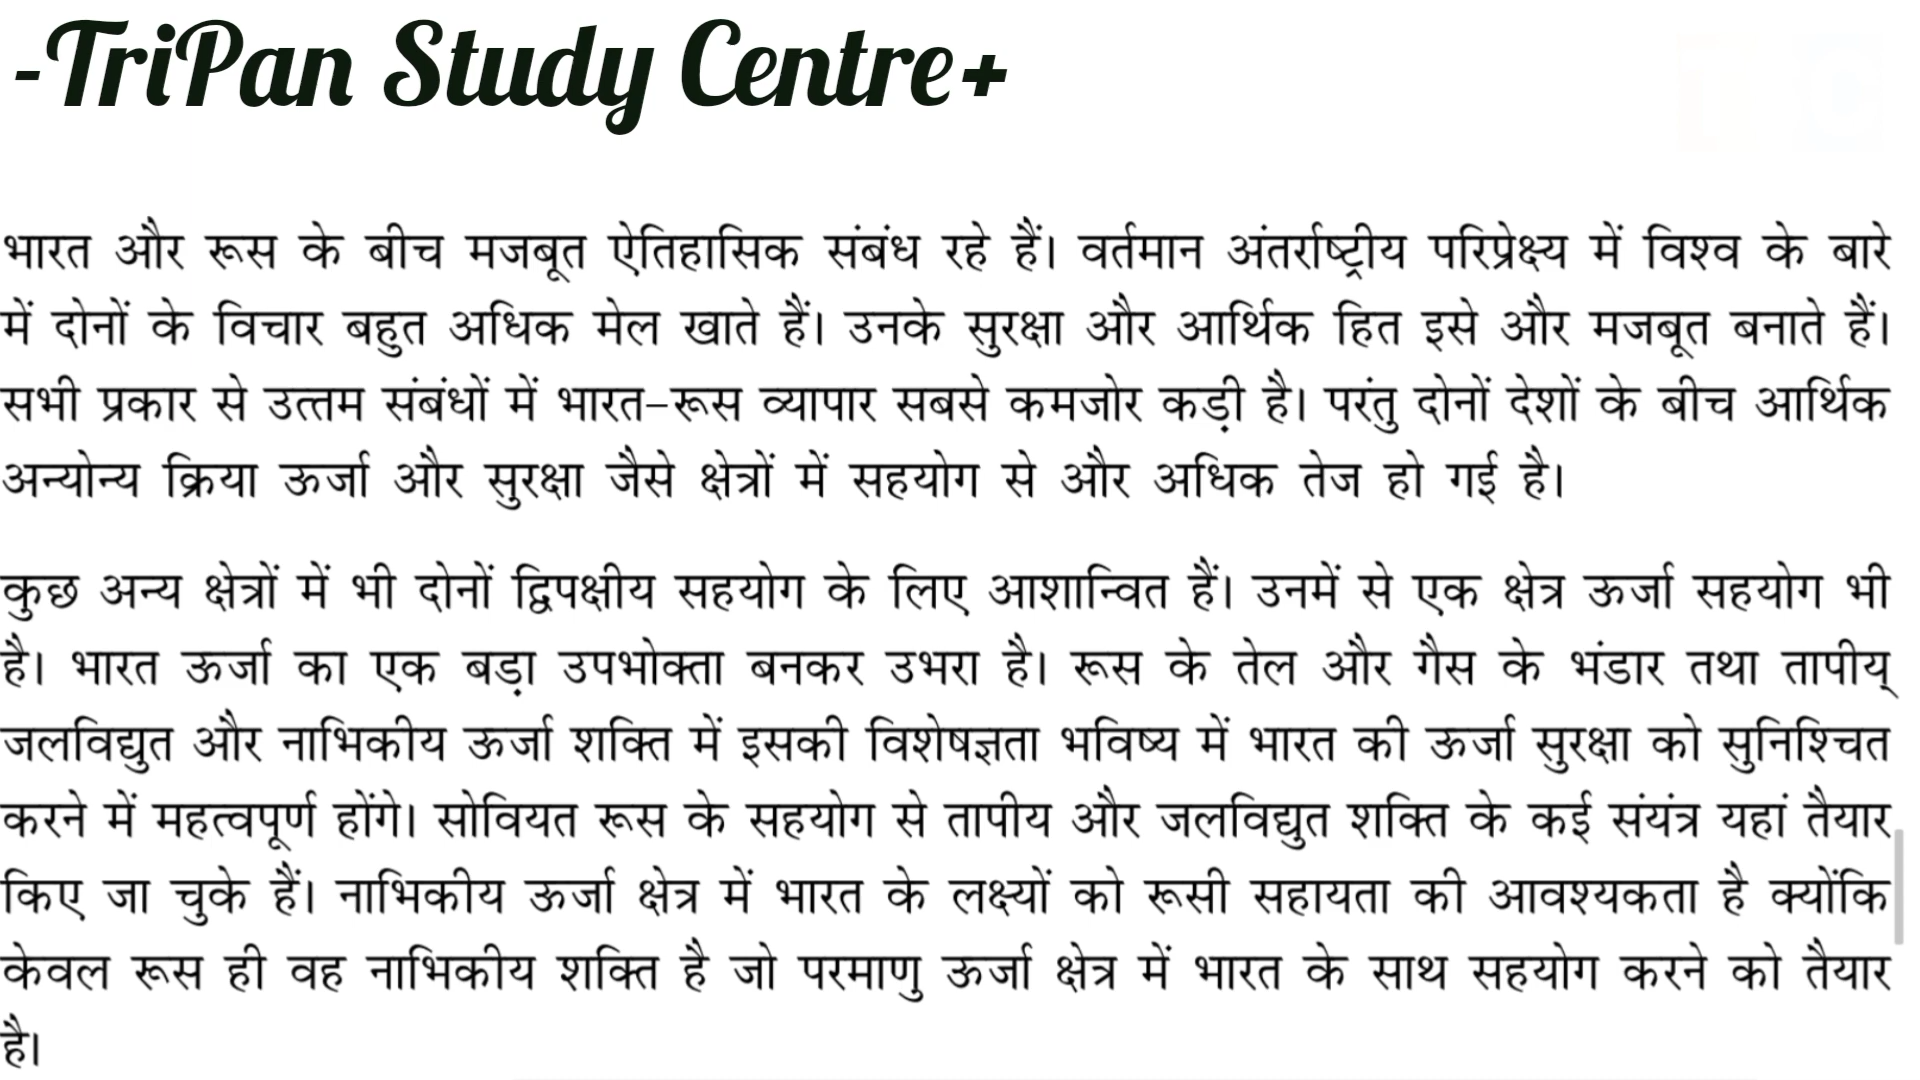 -TriPan Study Centre+
भारत और रूस के बीच मजबूत ऐतिहासिक संबंध रहे हैं। वर्तमान अंतर्राष्ट्रीय परिप्रेक्ष्य में विश्व के बारे
में दोनों के विचार बहुत अधिक मेल खाते हैं। उनके सुरक्षा और आर्थिक हित इसे और मजबूत बनाते हैं।
सभी प्रकार से उत्तम संबंधों में भारत-रूस व्यापार सबसे कमजोर कड़ी है। परंतु दोनों देशों के बीच आर्थिक
अन्योन्य क्रिया ऊर्जा और सुरक्षा जैसे क्षेत्रों में सहयोग से और अधिक तेज हो गई है।
कुछ अन्य क्षेत्रों में भी दोनों द्विपक्षीय सहयोग के लिए आशान्वित हैं। उनमें से एक क्षेत्र ऊर्जा सहयोग भी
है। भारत ऊर्जा का एक बड़ा उपभोक्ता बनकर उभरा है। रूस के तेल और गैस के भंडार तथा तापीय्
जलविद्युत और नाभिकीय ऊर्जा शक्ति में इसकी विशेषज्ञता भविष्य में भारत की ऊर्जा सुरक्षा को सुनिश्चित
करने में महत्वपूर्ण होंगे। सोवियत रूस के सहयोग से तापीय और जलविद्युत शक्ति के कई संयंत्र यहां तैयार
किए जा चुके हैं। नाभिकीय ऊर्जा क्षेत्र में भारत के लक्ष्यों को रूसी सहायता की आवश्यकता है क्योंकि
केवल रूस ही वह नाभिकीय शक्ति है जो परमाणु ऊर्जा क्षेत्र में भारत के साथ सहयोग करने को तैयार
है।